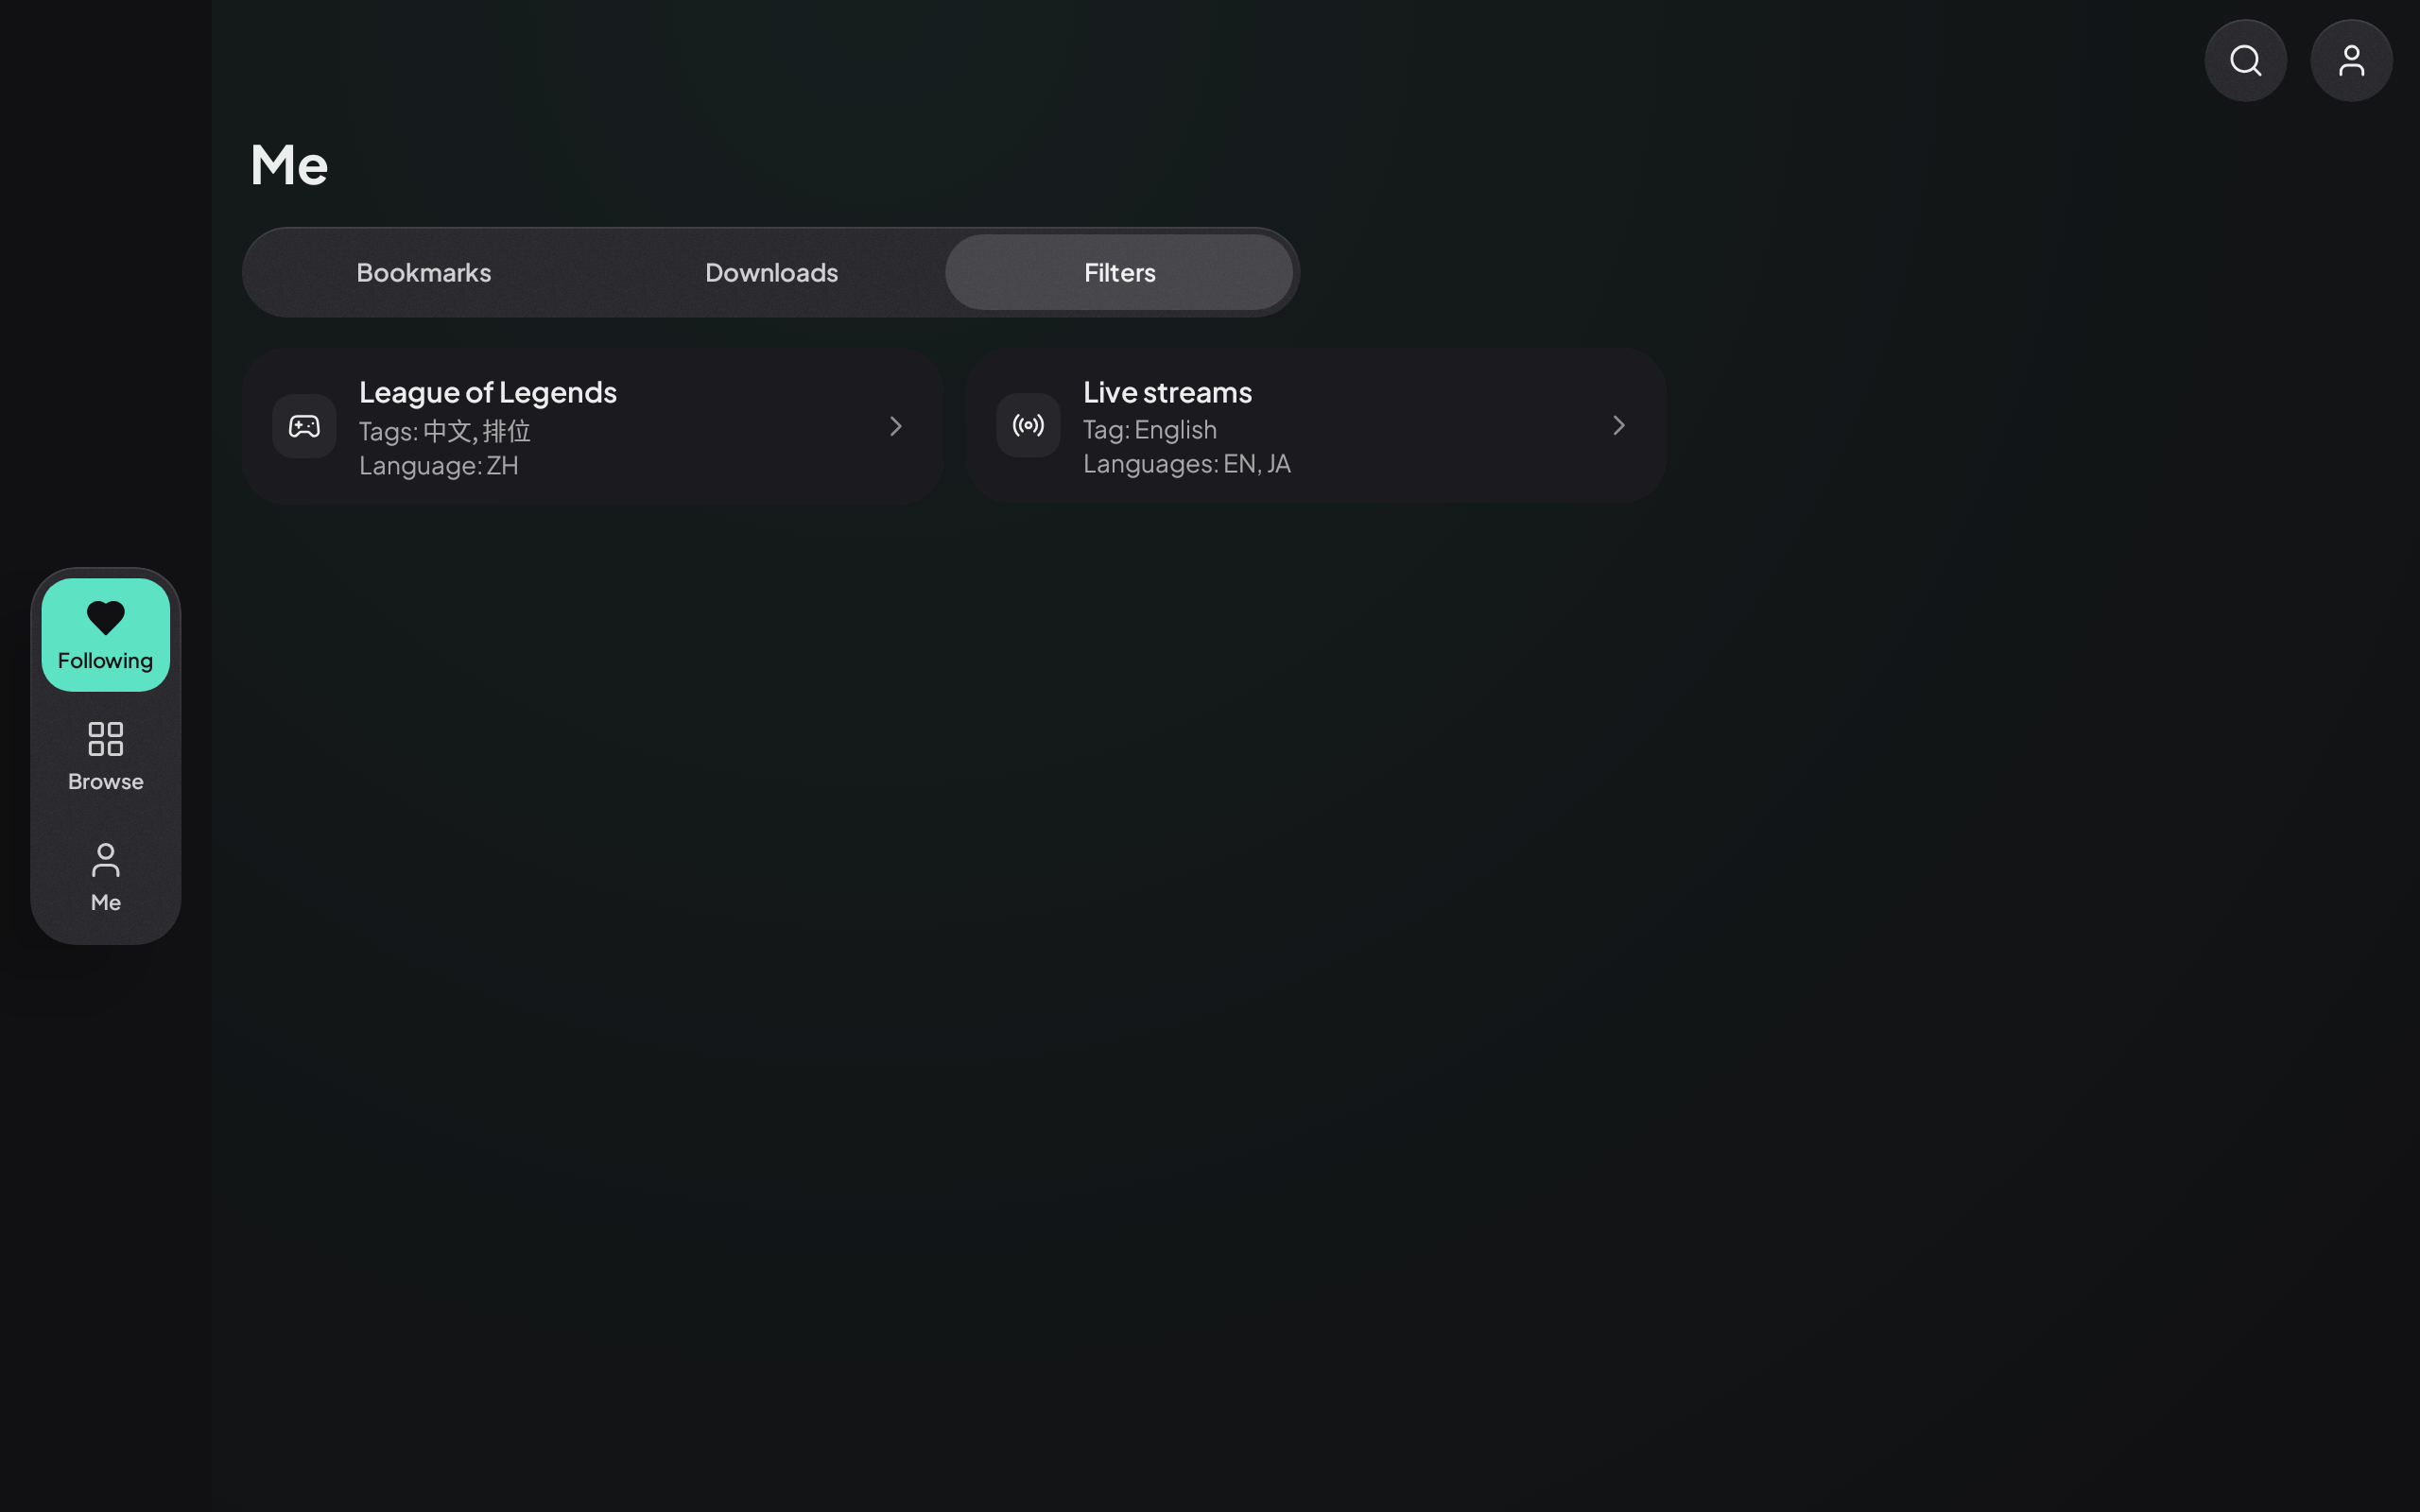 Me
Bookmarks
Downloads
Filters
League of Legends
Tags: 中文, 排位
Language: ZH
Live streams
Tag: English
Languages: EN, JA
Following
Browse
Me